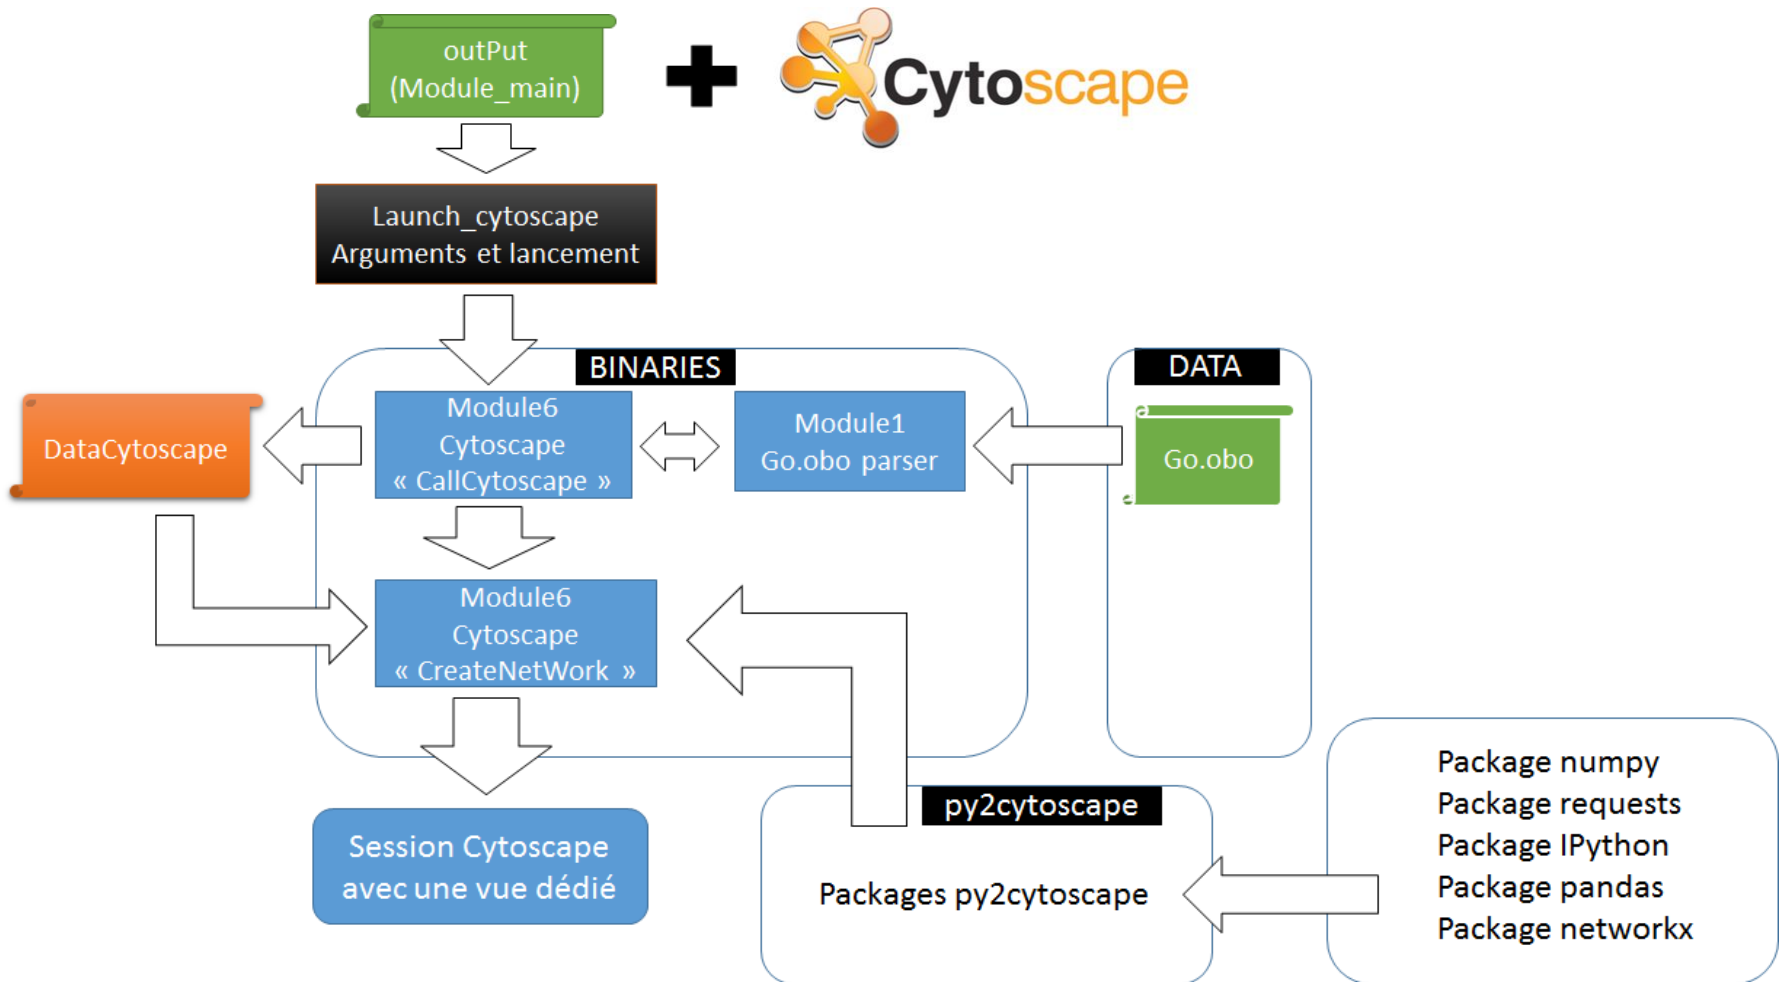 outPut
(Module_main)
Cytoscape
Launch_cytoscape
Arguments et lancement
BINARIES
DATA
Module6
Cytoscape
« CallCytoscape »
Module1
Go.obo parser
Go.obo
DataCytoscape
Module6
Cytoscape
« CreateNetWork »
py2cytoscape
Packages py2cytoscape
Package numpy
Package requests
Package IPython
Package pandas
Package networkx
Session Cytoscape
avec une vue dédié